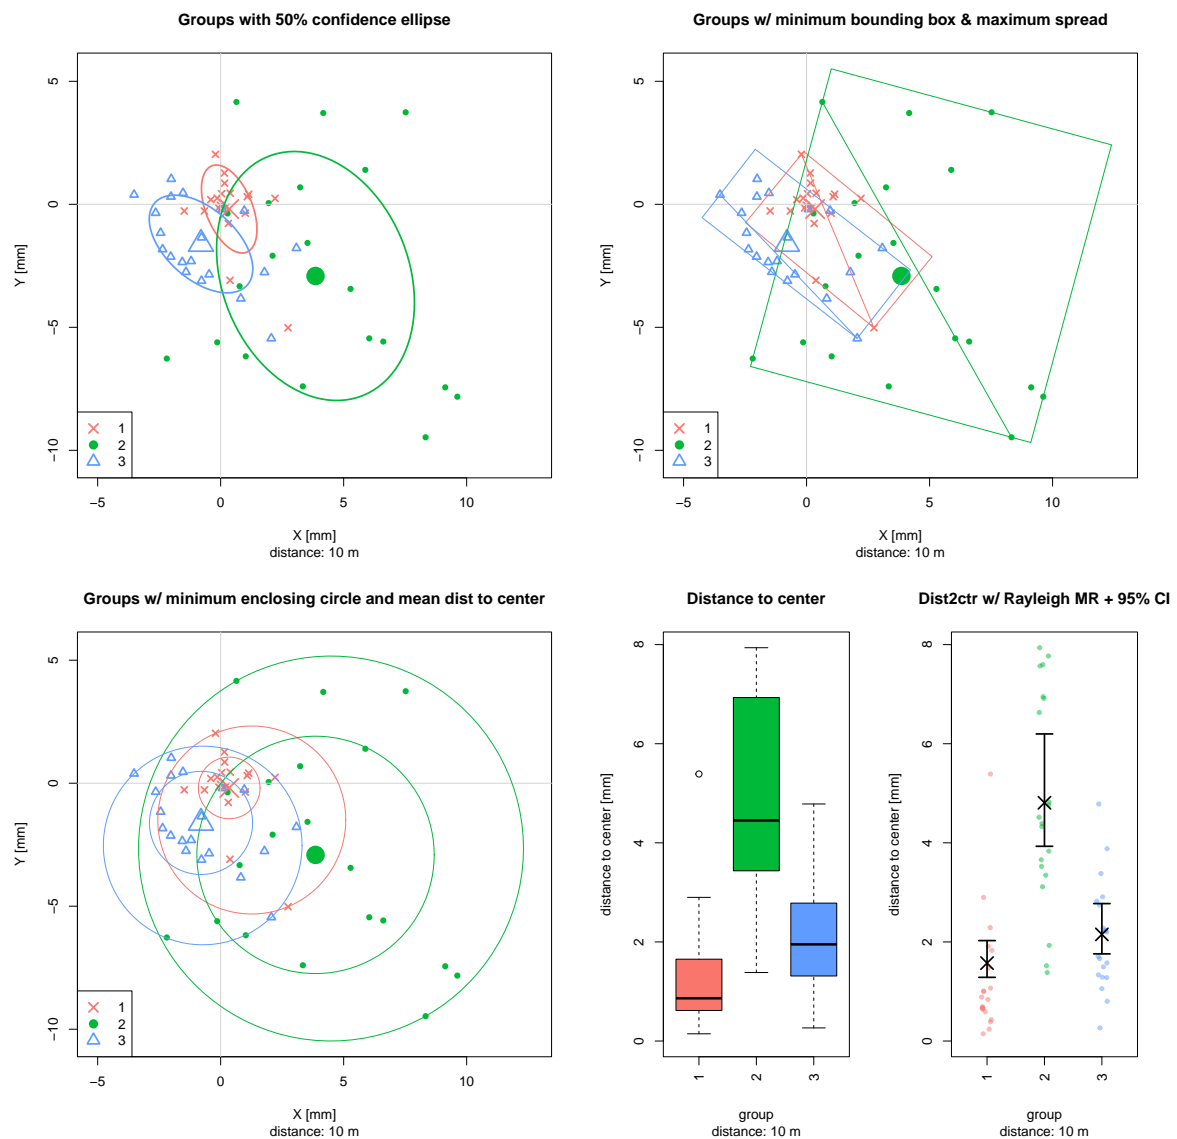 Groups with 50% confidence ellipse
5
0
−5
−10
Y [mm]
1
2
3
−5
0
5
10
X [mm]
distance: 10 m
Groups w/ minimum bounding box & maximum spread
5
0
−5
−10
Y [mm]
1
2
3
−5
0
5
10
X [mm]
distance: 10 m
Groups w/ minimum enclosing circle and mean dist to center
5
0
−5
−10
Y [mm]
1
2
3
−5
0
5
10
X [mm]
distance: 10 m
Distance to center
8
6
4
2
0
distance to center [mm]
1
2
3
group
distance: 10 m
Dist2ctr w/ Rayleigh MR + 95% CI
8
6
4
2
0
distance to center [mm]
1
2
3
group
distance: 10 m